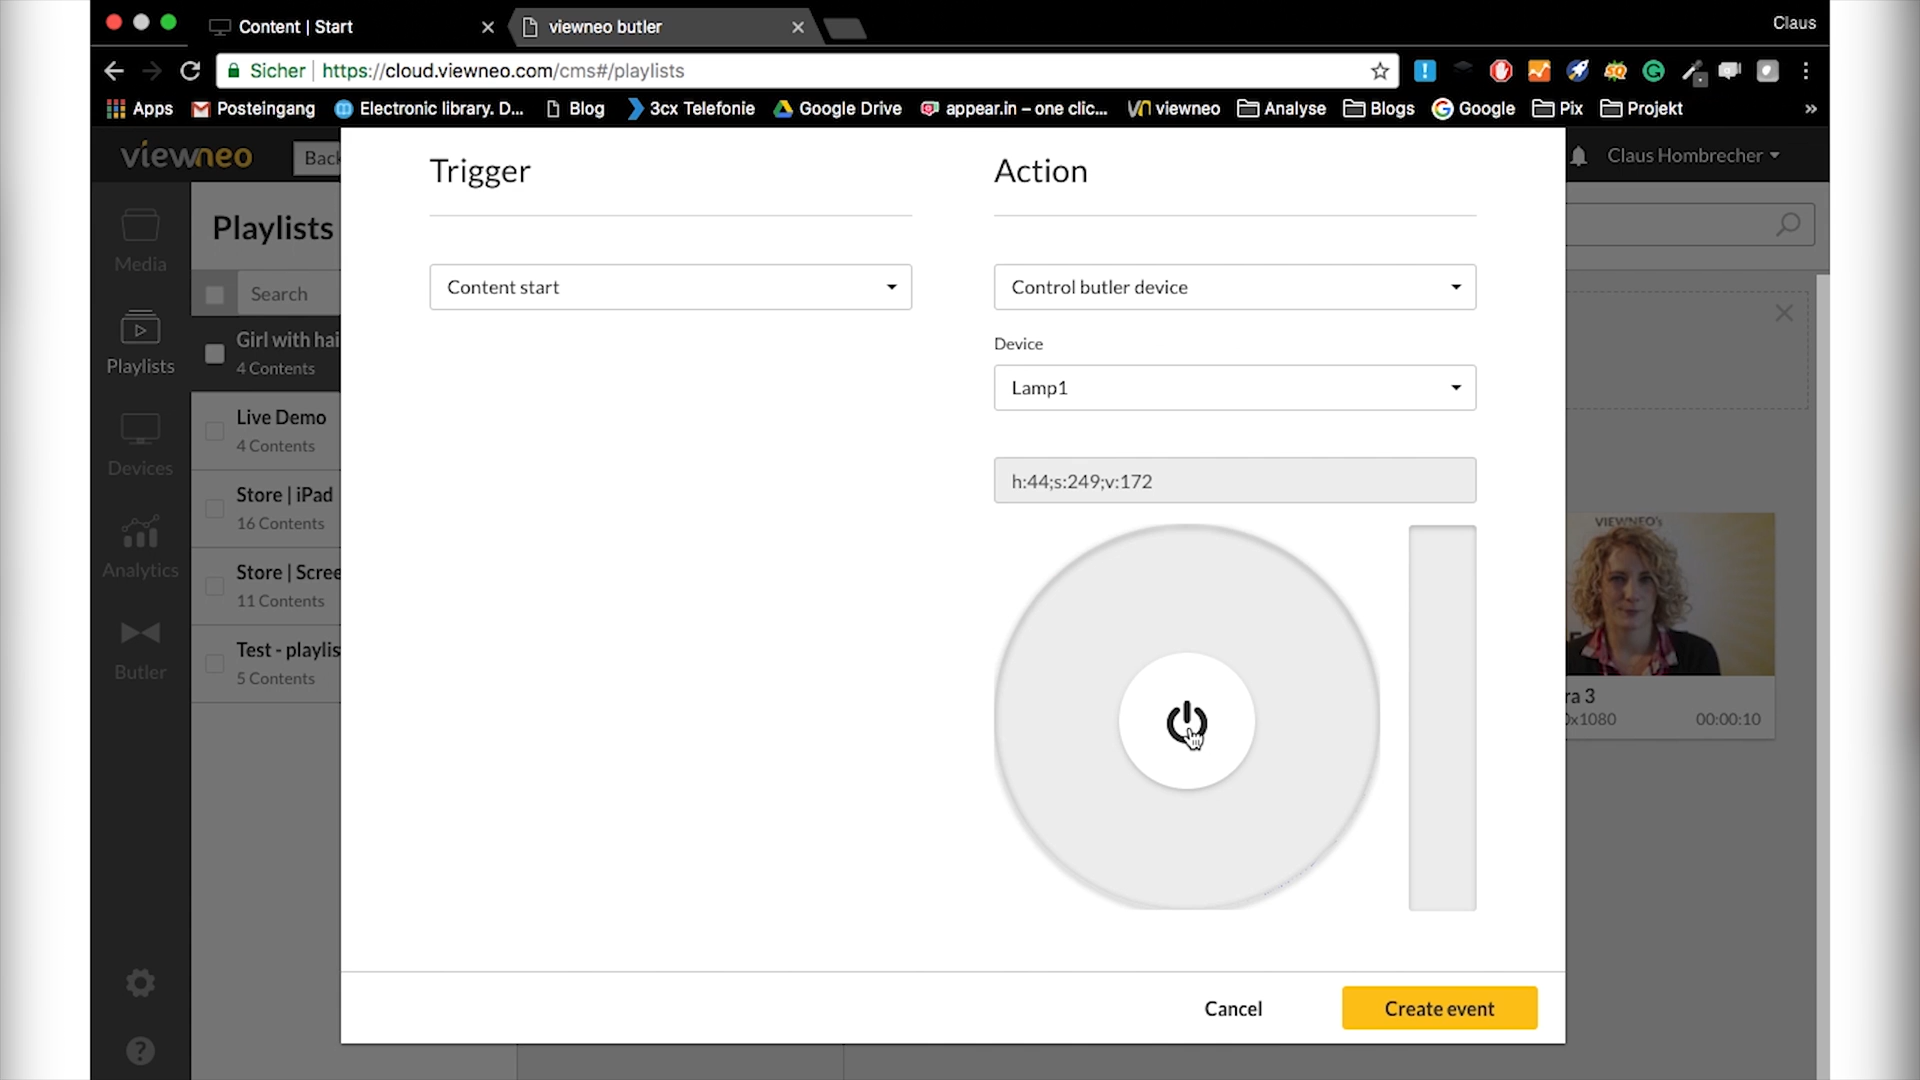 Content | Start
viewneo butler
Claus
Sicher
https://cloud.viewneo.com/cms#/playlists
Apps
Posteingang
Electronic library. D...
Blog
3cx Telefonie
Google Drive
appear.in – one clic...
viewneo
Analyse
Blogs
Google
Pix
Projekt
»
viewneo
Back
Claus Hombrecher
Media
Playlists
Devices
Analytics
Butler
Playlists
Search
Girl with hai
4 Contents
Live Demo
4 Contents
Store | iPad
16 Contents
Store | Scree
11 Contents
Test - playlis
5 Contents
Trigger
Content start
Action
Control butler device
Device
Lamp1
h:44;s:249;v:172
Cancel
Create event
VIEWNEO's
ra 3
0x1080
00:00:10